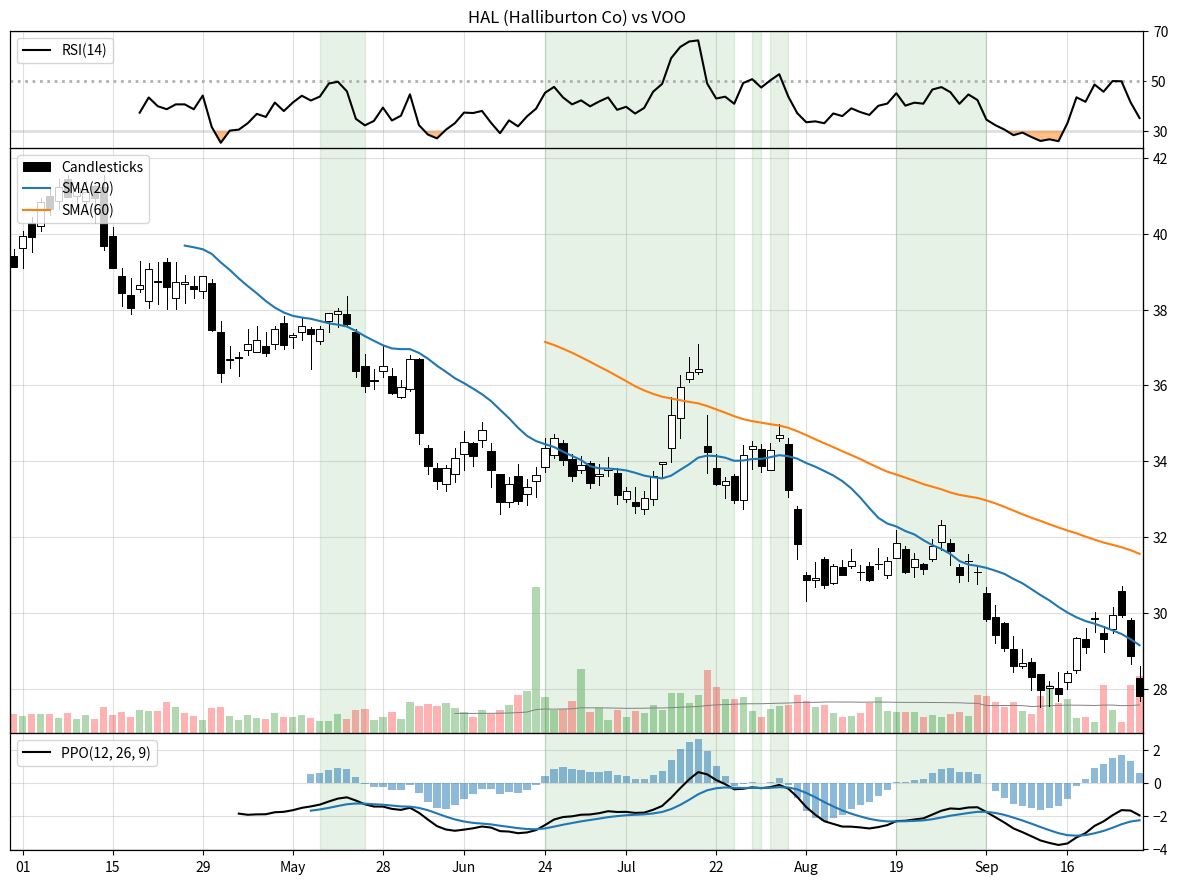 HAL (Halliburton Co) vs VOO
RSI(14)
70
50
30
Candlesticks
SMA(20)
SMA(60)
42
40
38
36
34
32
30
28
PPO(12, 26, 9)
2
0
−2
−4
01 15 29 May 28 Jun 24 Jul 22 Aug 19 Sep 16